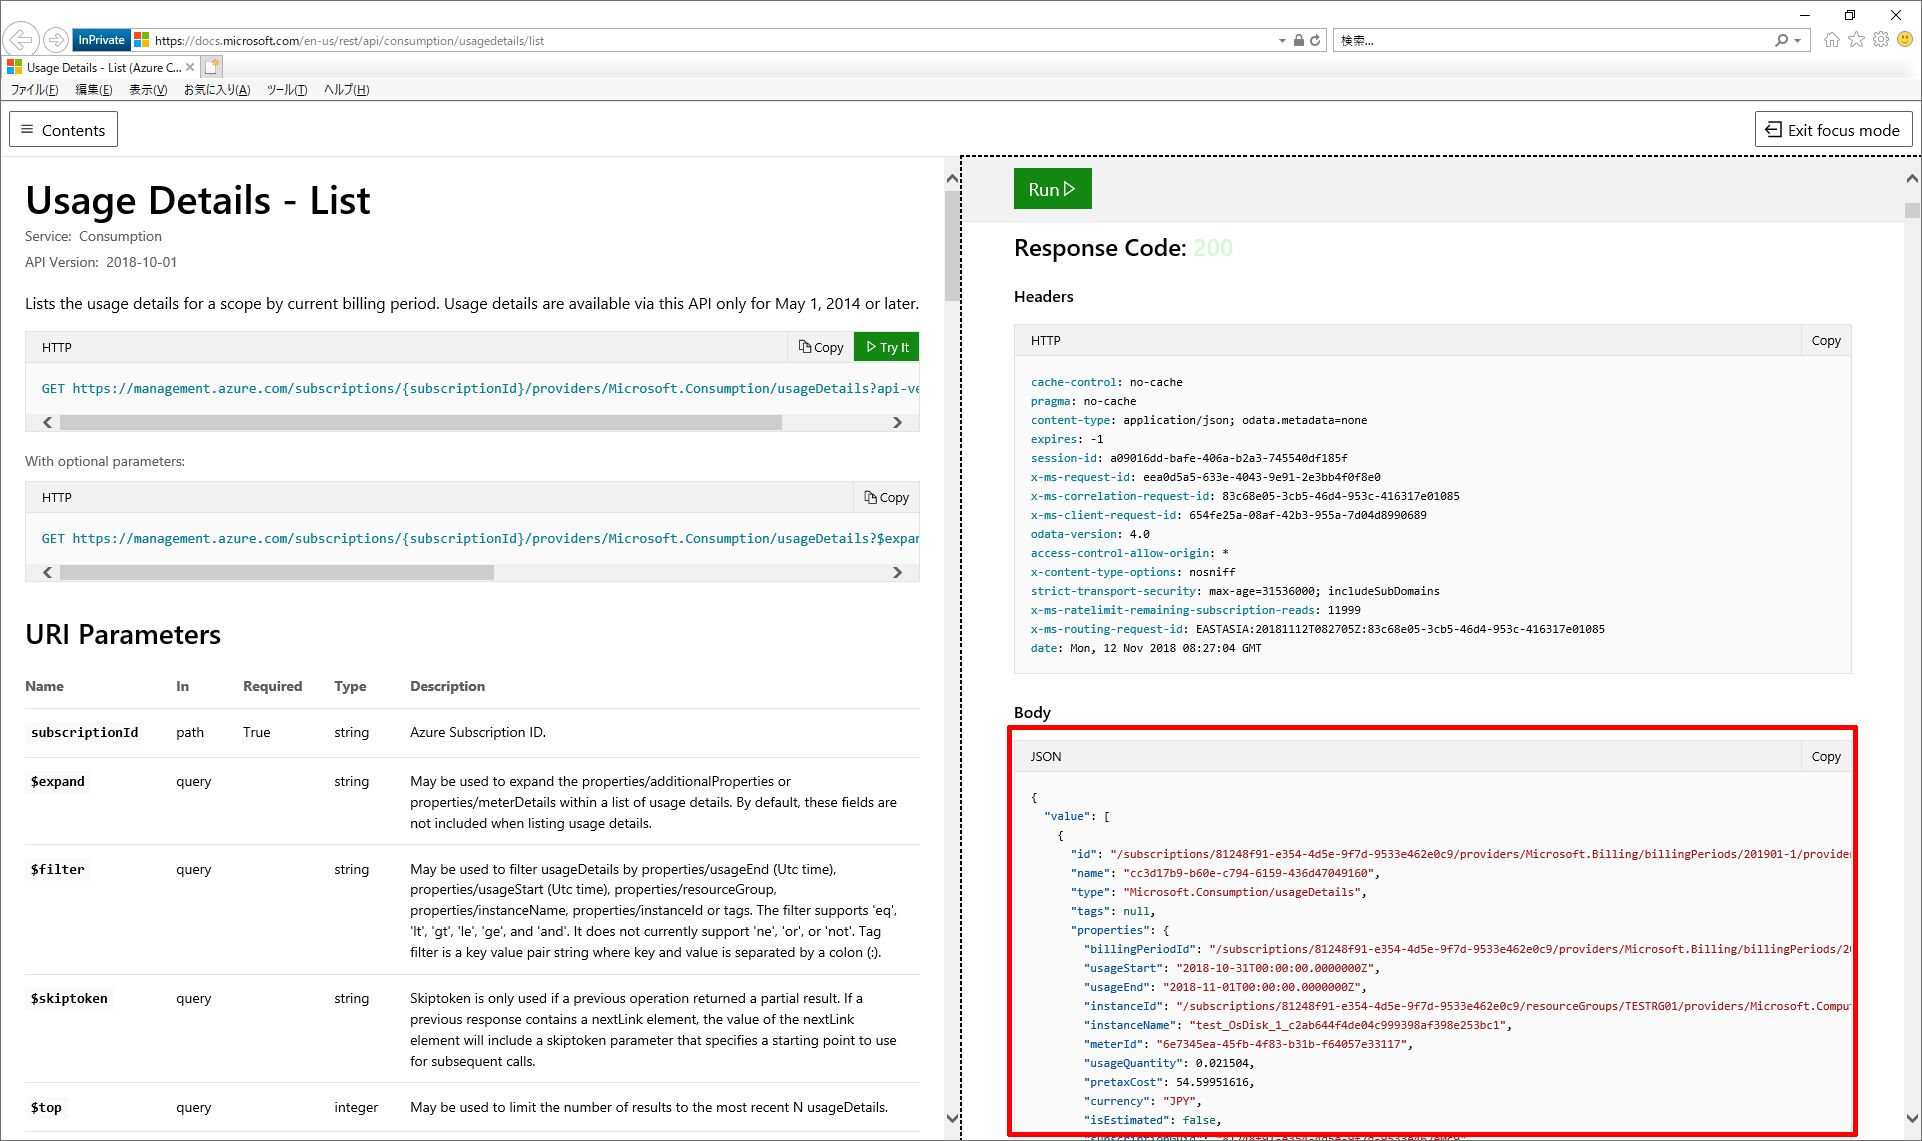 InPrivate
https://docs.microsoft.com/en-us/rest/api/consumption/usagedetails/list
検索...
Usage Details - List (Azure C...
ファイル(F) 編集(E) 表示(V) お気に入り(A) ツール(T) ヘルプ(H)
Contents
Exit focus mode
Usage Details - List
Service: Consumption
API Version: 2018-10-01
Lists the usage details for a scope by current billing period. Usage details are available via this API only for May 1, 2014 or later.
HTTP
Copy
Try It
GET https://management.azure.com/subscriptions/{subscriptionId}/providers/Microsoft.Consumption/usageDetails?api-ve
With optional parameters:
HTTP
Copy
GET https://management.azure.com/subscriptions/{subscriptionId}/providers/Microsoft.Consumption/usageDetails?$expan
URI Parameters
Name In Required Type Description
subscriptionId path True string Azure Subscription ID.
$expand query string May be used to expand the properties/additionalProperties or
properties/meterDetails within a list of usage details. By default, these fields are
not included when listing usage details.
$filter query string May be used to filter usageDetails by properties/usageEnd (Utc time),
properties/usageStart (Utc time), properties/resourceGroup,
properties/instanceName, properties/instanceId or tags. The filter supports 'eq',
'lt', 'gt', 'le', 'ge', and 'and'. It does not currently support 'ne', 'or', or 'not'. Tag
filter is a key value pair string where key and value is separated by a colon (:).
$skiptoken query string Skiptoken is only used if a previous operation returned a partial result. If a
previous response contains a nextLink element, the value of the nextLink
element will include a skiptoken parameter that specifies a starting point to use
for subsequent calls.
$top query integer May be used to limit the number of results to the most recent N usageDetails.
Run
Response Code: 200
Headers
HTTP
Copy
cache-control: no-cache
pragma: no-cache
content-type: application/json; odata.metadata=none
expires: -1
session-id: a09016dd-bafe-406a-b2a3-745540df185f
x-ms-request-id: eea0d5a5-633e-4043-9e91-2e3bb4f0f8e0
x-ms-correlation-request-id: 83c68e05-3cb5-46d4-953c-416317e01085
x-ms-client-request-id: 654fe25a-08af-42b3-955a-7d04d8990689
odata-version: 4.0
access-control-allow-origin: *
x-content-type-options: nosniff
strict-transport-security: max-age=31536000; includeSubDomains
x-ms-ratelimit-remaining-subscription-reads: 11999
x-ms-routing-request-id: EASTASIA:20181112T082705Z:83c68e05-3cb5-46d4-953c-416317e01085
date: Mon, 12 Nov 2018 08:27:04 GMT
Body
JSON
Copy
{
"value": [
{
"id": "/subscriptions/81248f91-e354-4d5e-9f7d-9533e462e0c9/providers/Microsoft.Billing/billingPeriods/201901-1/provider
"name": "cc3d17b9-b60e-c794-6159-436d47049160",
"type": "Microsoft.Consumption/usageDetails",
"tags": null,
"properties": {
"billingPeriodId": "/subscriptions/81248f91-e354-4d5e-9f7d-9533e462e0c9/providers/Microsoft.Billing/billingPeriods/20
"usageStart": "2018-10-31T00:00:00.0000000Z",
"usageEnd": "2018-11-01T00:00:00.0000000Z",
"instanceId": "/subscriptions/81248f91-e354-4d5e-9f7d-9533e462e0c9/resourceGroups/TESTRG01/providers/Microsoft.Comput
"instanceName": "test_OsDisk_1_c2ab644f4de04c999398af398e253bc1",
"meterId": "6e7345ea-45fb-4f83-b31b-f64057e33117",
"usageQuantity": 0.021504,
"pretaxCost": 54.59951616,
"currency": "JPY",
"isEstimated": false,